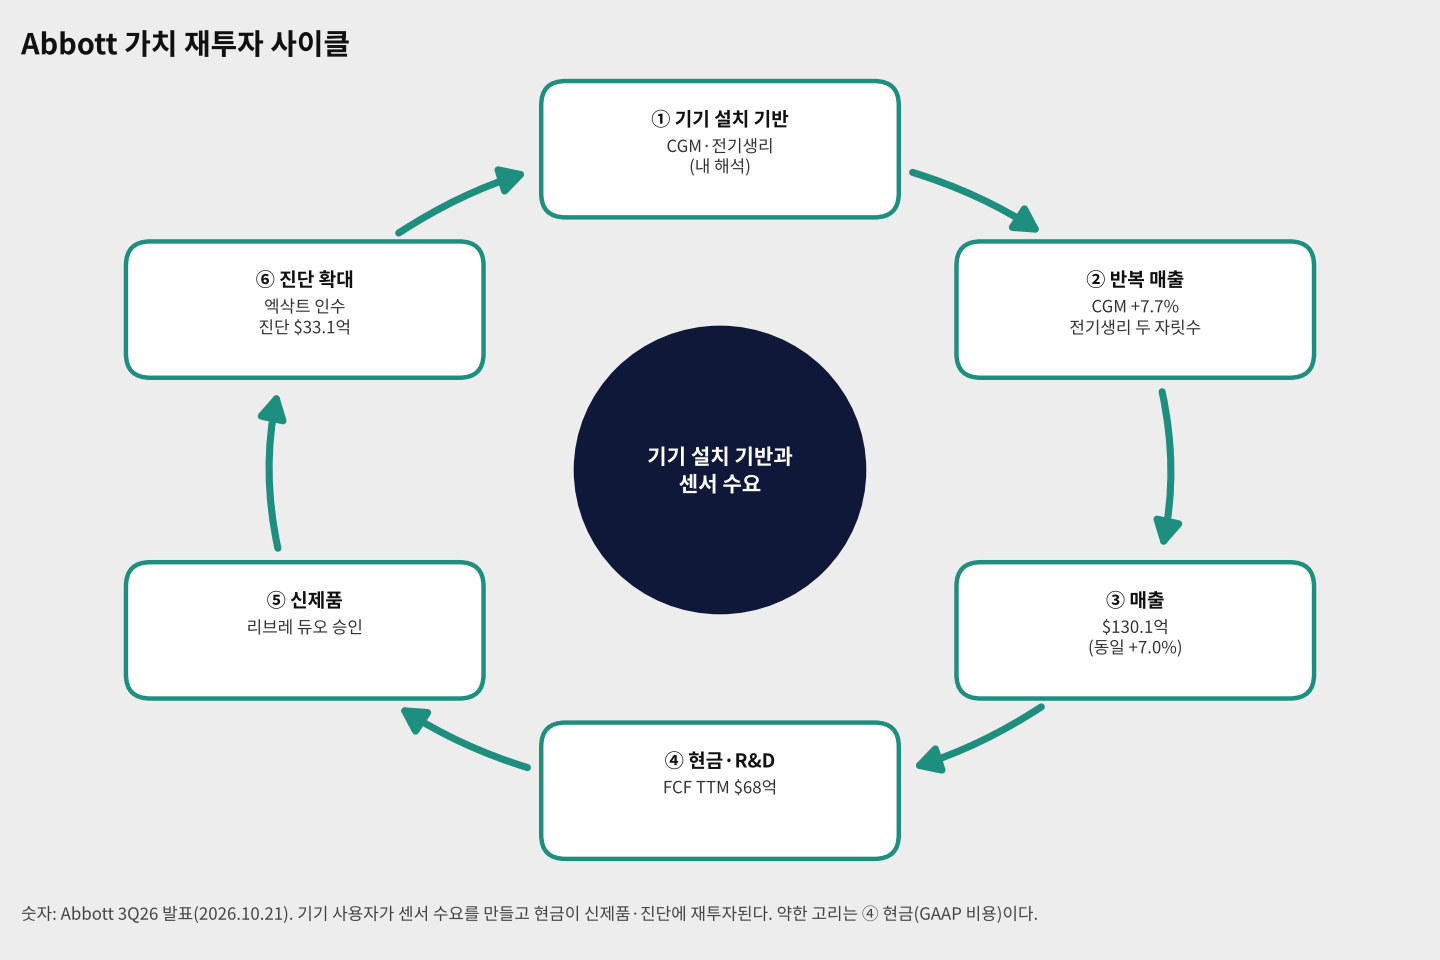 Abbott 가치 재투자 사이클
① 기기 설치 기반
CGM·전기생리
(내 해석)
② 반복 매출
CGM +7.7%
전기생리 두 자릿수
③ 매출
$130.1억
(동일 +7.0%)
④ 현금·R&D
FCF TTM $68억
⑤ 신제품
리브레 듀오 승인
⑥ 진단 확대
엑삭트 인수
진단 $33.1억
기기 설치 기반과
센서 수요
숫자: Abbott 3Q26 발표(2026.10.21). 기기 사용자가 센서 수요를 만들고 현금이 신제품·진단에 재투자된다. 약한 고리는 ④ 현금(GAAP 비용)이다.